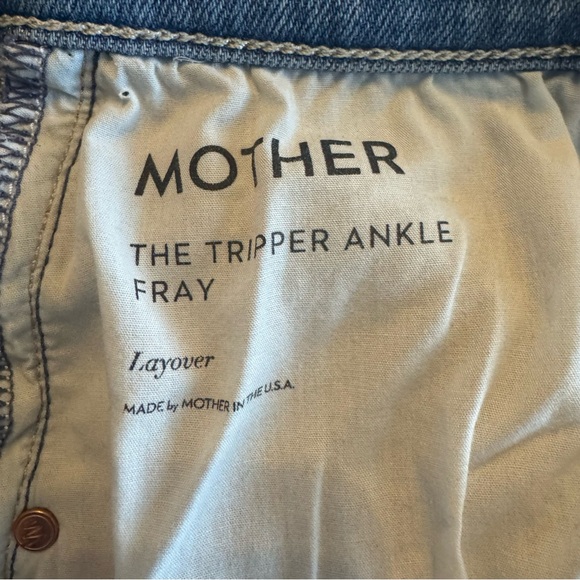 MOTHER
THE TRIPPER ANKLE
FRAY
Layover
MADE by MOTHER IN THE U.S.A.